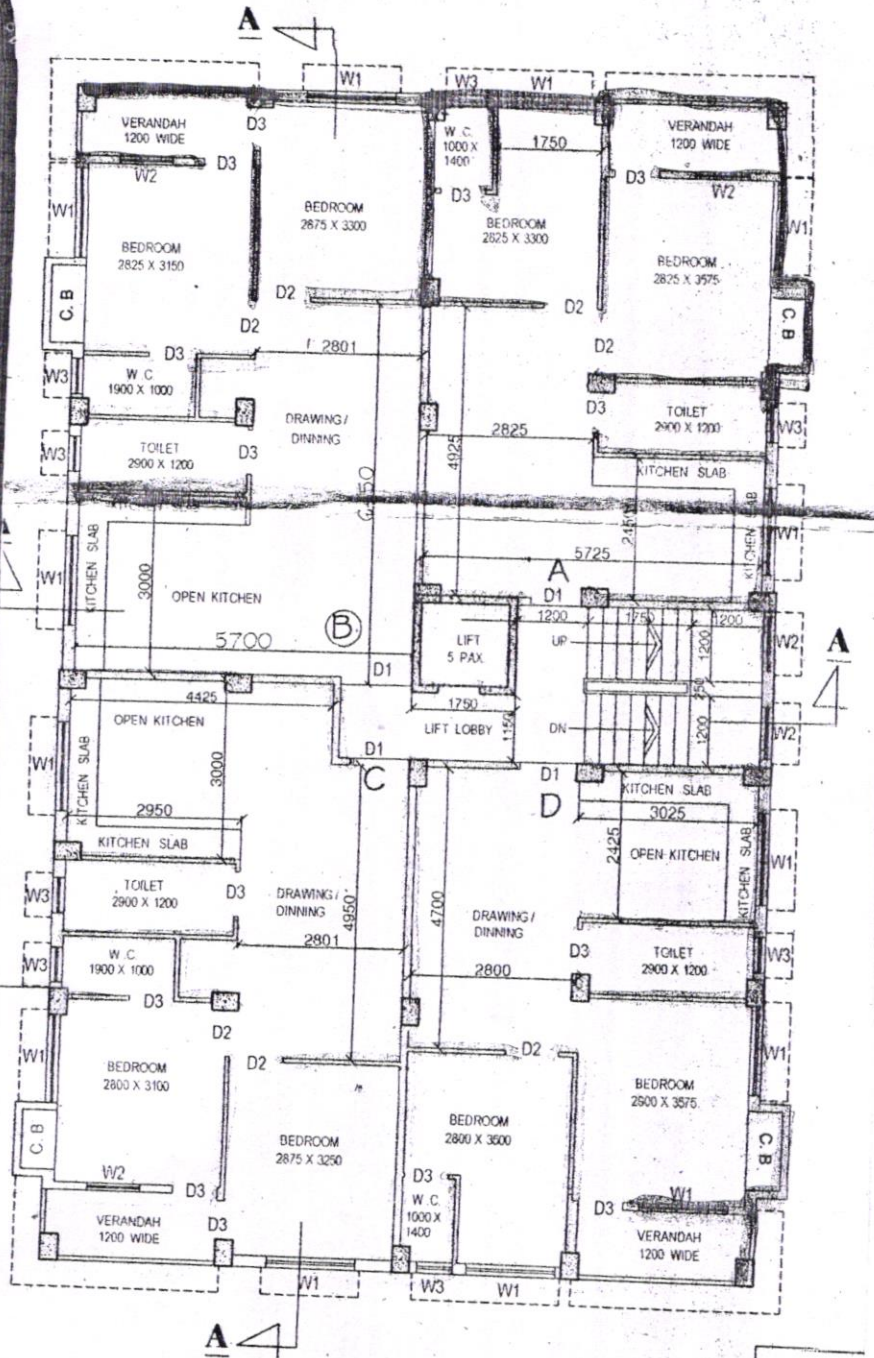 A
W1
W3
W1
VERANDAH
1200 WIDE
D3
W.C.
1000 X
1400
1750
VERANDAH
1200 WIDE
W2
D3
D3
D3
W2
W1
BEDROOM
2875 X 3300
BEDROOM
2825 X 3300
W1
BEDROOM
2825 X 3150
BEDROOM
2825 X 3575
C.B
D2
D2
C.B
D2
D2
D3
2801
W3
W.C
1900 X 1000
DRAWING/
DINNING
D3
TOILET
2900 X 1200
W3
2825
4925
W3
TOILET
2900 X 1200
D3
KITCHEN SLAB
KITCHEN SLAB
5725
W1
KITCHEN SLAB
W1
KITCHEN SLAB
3000
OPEN KITCHEN
A
D1
B
5700
D1
LIFT
5 PAX
1200
1750
1200
UP
1200
W2
A
250
1750
LIFT LOBBY
1150
DN
1200
W2
4425
OPEN KITCHEN
D1
D1
W1
KITCHEN SLAB
3000
C
D
KITCHEN SLAB
2950
3025
KITCHEN SLAB
2425
OPEN KITCHEN
KITCHEN SLAB
W1
TOILET
2900 X 1200
W3
D3
DRAWING/
DINNING
4950
4700
DRAWING/
DINNING
2801
D3
TOILET
2900 X 1200
W3
W.C
1900 X 1000
W3
2800
D3
D2
W1
D2
D2
W1
BEDROOM
2800 X 3100
BEDROOM
2900 X 3575
C.B
BEDROOM
2875 X 3250
BEDROOM
2800 X 3500
C.B
W2
D3
D3
W.C.
1000 X
1400
D3
W1
VERANDAH
1200 WIDE
D3
VERANDAH
1200 WIDE
W1
W3
W1
A